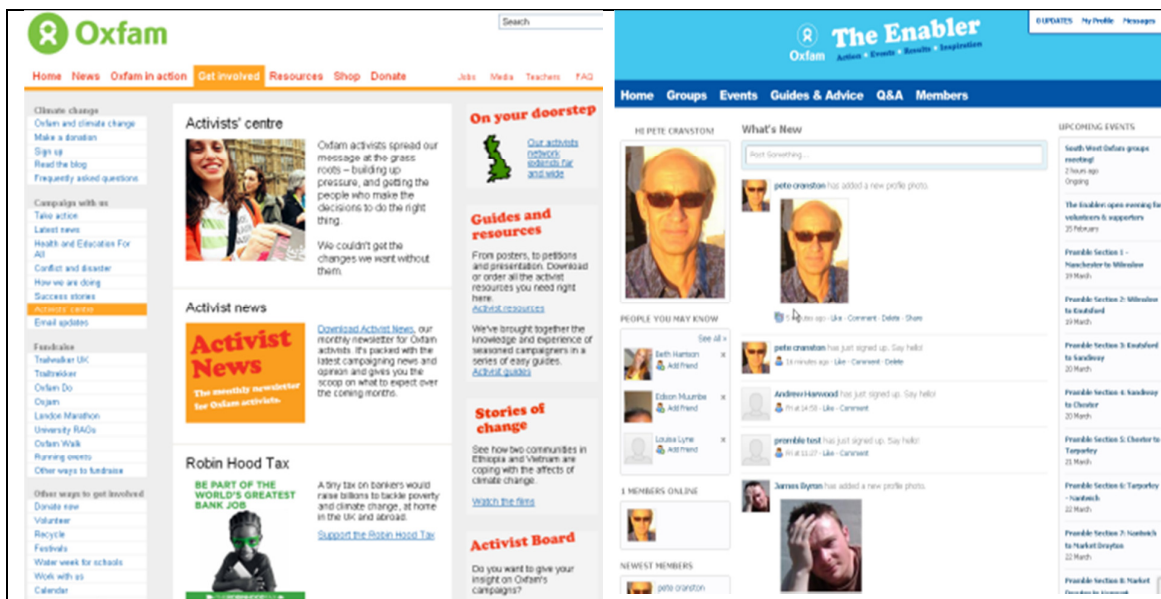 Oxfam
Search
Home News Oxfam in action Get involved Resources Shop Donate
Jobs Media Teachers FAQ
Climate change
Oxfam and climate change
Make a donation
Sign up
Read the blog
Frequently asked questions
Campaign with us
Take action
Latest news
Health and Education For
All
Conflict and disaster
How we are doing
Success stories
Activists' centre
Email updates
Fundraise
Trailwalker UK
Trailtrekker
Oxfam Do
Oxjam
London Marathon
University RAGs
Oxfam Walk
Running events
Other ways to fundraise
Other ways to get involved
Donate now
Volunteer
Recycle
Festivals
Water week for schools
Work with us
Calendar
Activists' centre
Oxfam activists spread our
message at the grass
roots – building up
pressure, and getting the
people who make the
decisions to do the right
thing.
We couldn't get the
changes we want without
them.
Activist news
Activist
News
The monthly newsletter
for Oxfam activists.
Download Activist News, our
monthly newsletter for Oxfam
activists. It's packed with the
latest campaigning news and
opinion and gives you the
scoop on what to expect over
the coming months.
Robin Hood Tax
BE PART OF THE
WORLD'S GREATEST
BANK JOB
A tiny tax on bankers would
raise billions to tackle poverty
and climate change, at home
in the UK and abroad.
Support the Robin Hood Tax
On your doorstep
Our activists
network
extends far
and wide
Guides and
resources
From posters, to petitions
and presentation. Download
or order all the activist
resources you need right
here.
Activist resources
We've brought together the
knowledge and experience of
seasoned campaigners in a
series of easy guides.
Activist guides
Stories of
change
See how two communities in
Ethiopia and Vietnam are
coping with the affects of
climate change.
Watch the films
Activist Board
Do you want to give your
insight on Oxfam's
campaigns?
Oxfam
The Enabler
Action • Events • Results • Inspiration
0 UPDATES My Profile Messages
Home Groups Events Guides & Advice Q&A Members
HI PETE CRANSTON!
PEOPLE YOU MAY KNOW
See All »
Beth Harrison x
Add Friend
Edison Muumbe x
Add Friend
Louisa Lyne x
Add Friend
1 MEMBERS ONLINE
NEWEST MEMBERS
pete cranston
What's New
Post Something...
pete cranston has added a new profile photo.
5 minutes ago - Like - Comment - Delete - Share
pete cranston has just signed up. Say hello!
16 minutes ago - Like - Comment - Delete
Andrew Harwood has just signed up. Say hello!
Fri at 14:58 - Like - Comment
promble test has just signed up. Say hello!
Fri at 11:27 - Like - Comment
James Byron has added a new profile photo.
UPCOMING EVENTS
South West Oxfam groups
meeting!
2 hours ago
Ongoing
The Enabler: open evening for
volunteers & supporters
25 February
Promble Section 1 -
Manchester to Wilmslow
19 March
Promble Section 2: Wilmslow
to Knutsford
19 March
Promble Section 3: Knutsford
to Sandiway
20 March
Promble Section 4: Sandiway
to Chester
20 March
Promble Section 5: Chester to
Tarporley
21 March
Promble Section 6: Tarporley
- Nantwich
22 March
Promble Section 7: Nantwich
to Market Drayton
22 March
Promble Section 8: Market